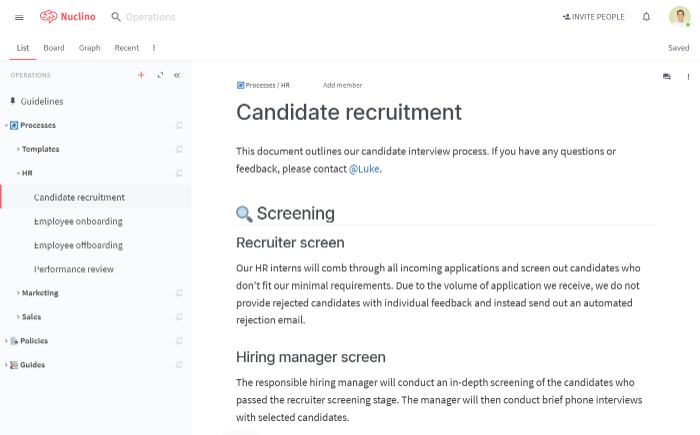 Nuclino
Operations
INVITE PEOPLE
List
Board
Graph
Recent
Saved
OPERATIONS
Guidelines
Processes
Templates
HR
Candidate recruitment
Employee onboarding
Employee offboarding
Performance review
Marketing
Sales
Policies
Guides
Processes / HR
Add member
Candidate recruitment
This document outlines our candidate interview process. If you have any questions or
feedback, please contact @Luke.
Screening
Recruiter screen
Our HR interns will comb through all incoming applications and screen out candidates who
don't fit our minimal requirements. Due to the volume of application we receive, we do not
provide rejected candidates with individual feedback and instead send out an automated
rejection email.
Hiring manager screen
The responsible hiring manager will conduct an in-depth screening of the candidates who
passed the recruiter screening stage. The manager will then conduct brief phone interviews
with selected candidates.